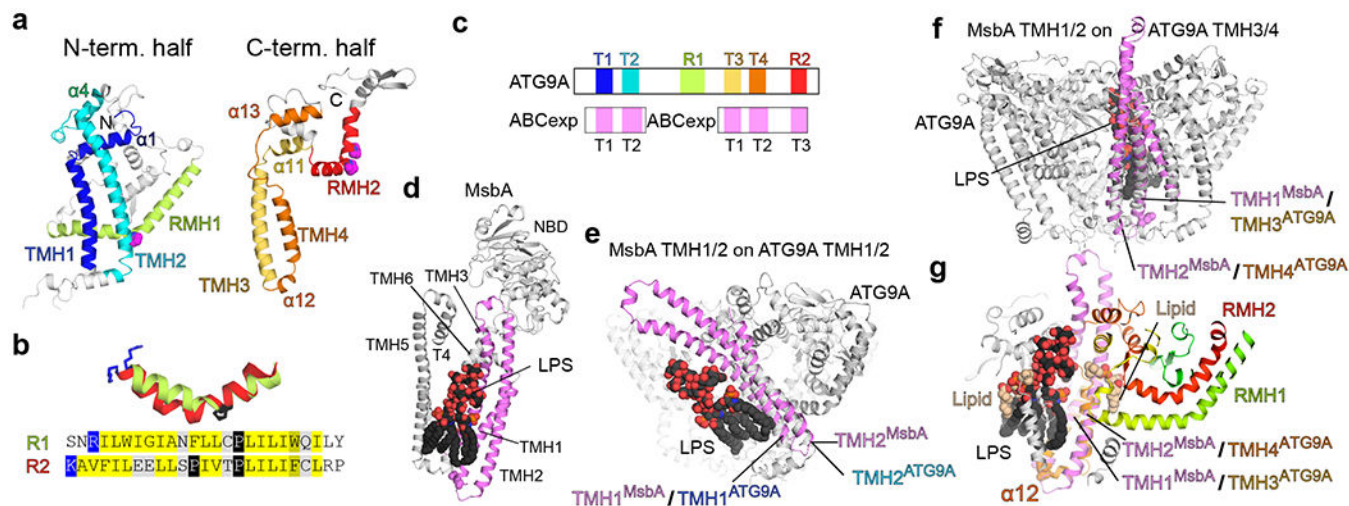 a
N-term. half
C-term. half
α4
N
α1
TMH1
TMH2
RMH1
α13
C
α11
RMH2
TMH4
TMH3
α12
b
R1 SNRILWIGIANFLLCPLILIWQILY
R2 KAVFILEELLSPIVTPLILIFCLRP
c
T1 T2 R1 T3 T4 R2
ATG9A
ABCexp ABCexp
T1 T2 T1 T2 T3
d
MsbA
NBD
TMH6
TMH3
TMH5
T4
LPS
TMH1
TMH2
e
MsbA TMH1/2 on ATG9A TMH1/2
ATG9A
LPS
TMH2MsbA
TMH2ATG9A
TMH1MsbA/TMH1ATG9A
f
MsbA TMH1/2 on ATG9A TMH3/4
ATG9A
LPS
TMH1MsbA/
TMH3ATG9A
TMH2MsbA/TMH4ATG9A
g
Lipid
RMH2
RMH1
Lipid
LPS
TMH2MsbA/TMH4ATG9A
TMH1MsbA/TMH3ATG9A
α12